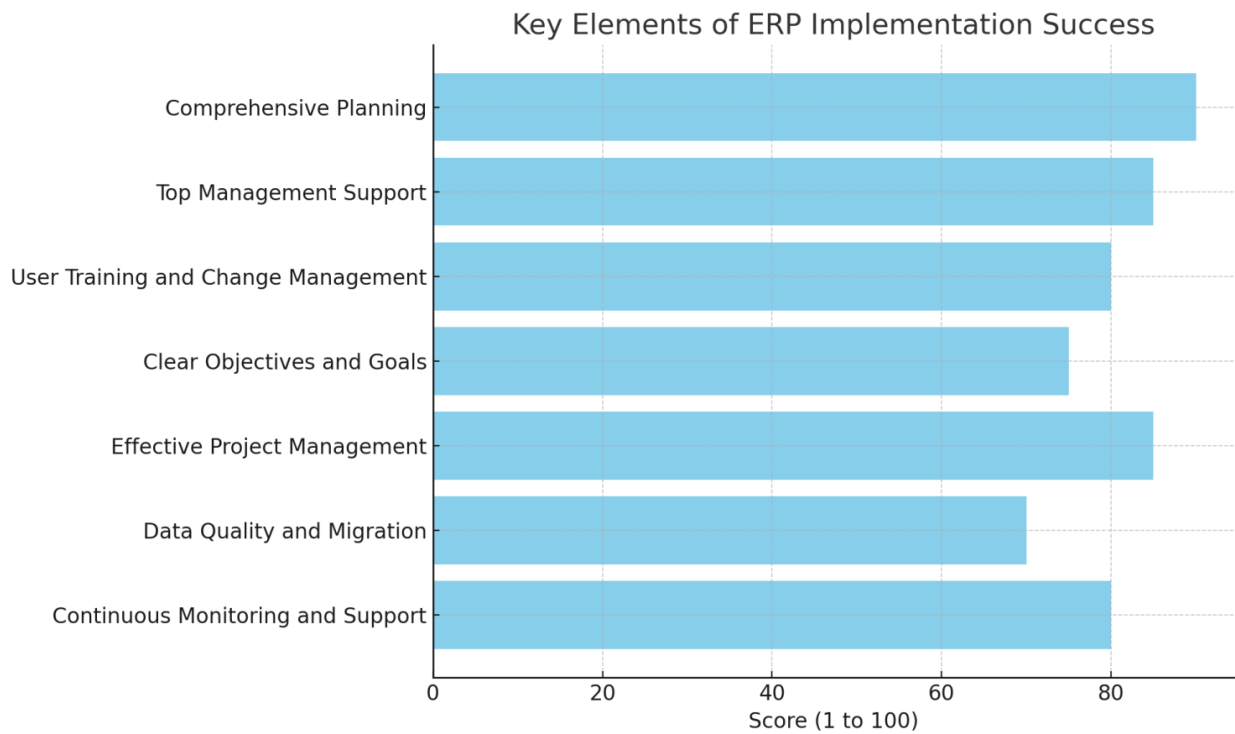 Key Elements of ERP Implementation Success
Comprehensive Planning
Top Management Support
User Training and Change Management
Clear Objectives and Goals
Effective Project Management
Data Quality and Migration
Continuous Monitoring and Support
0 20 40 60 80
Score (1 to 100)